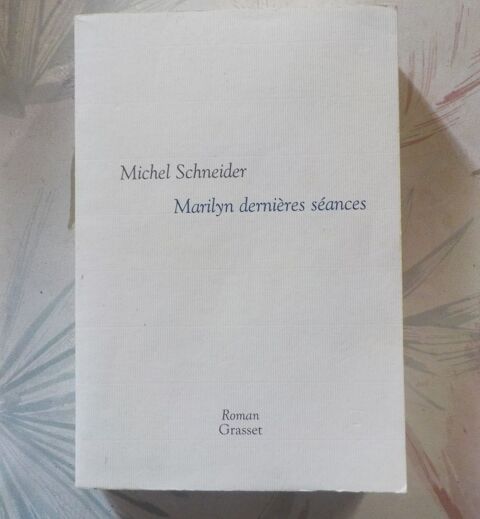 Michel Schneider
Marilyn dernières séances
Roman
Grasset